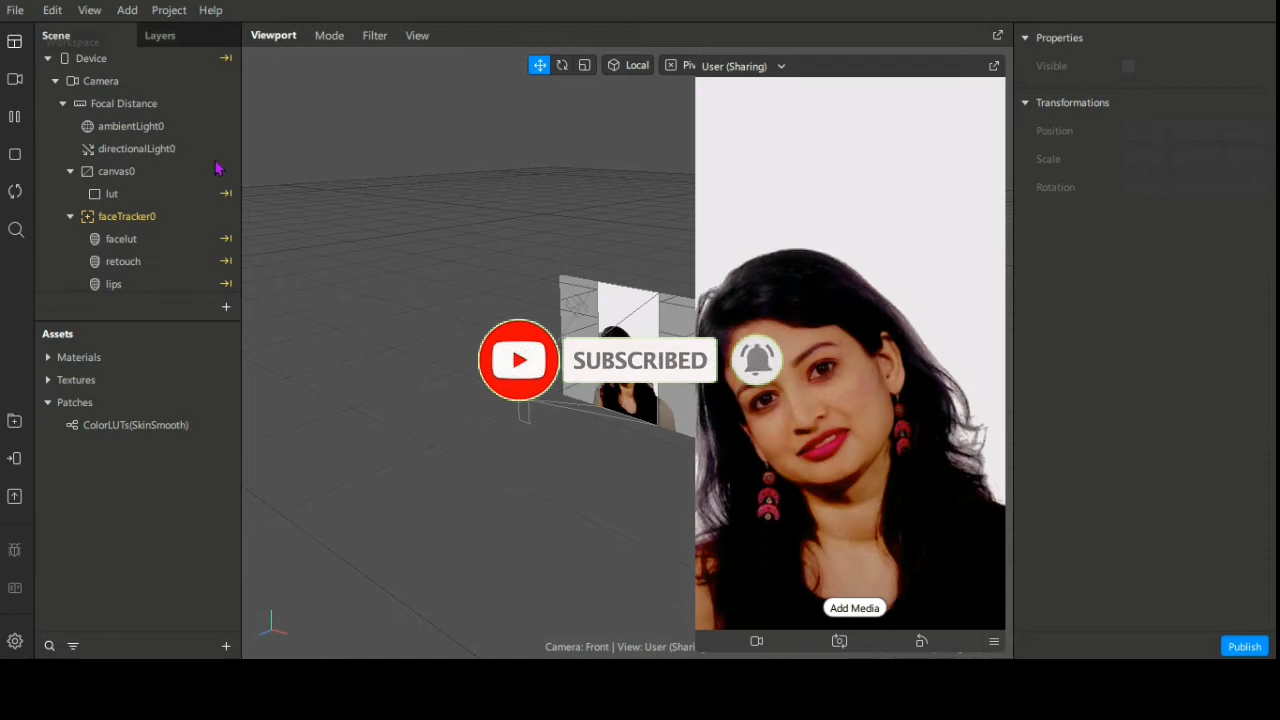 File Edit View Add Project Help
Scene Layers
Workspace
Device
Camera
Focal Distance
ambientLight0
directionalLight0
canvas0
lut
faceTracker0
facelut
retouch
lips
Assets
Materials
Textures
Patches
ColorLUTs(SkinSmooth)
Viewport Mode Filter View
Local
Piv
User (Sharing)
SUBSCRIBED
Add Media
Camera: Front | View: User (Shari
Properties
Visible
Transformations
Position
Scale
Rotation
Publish